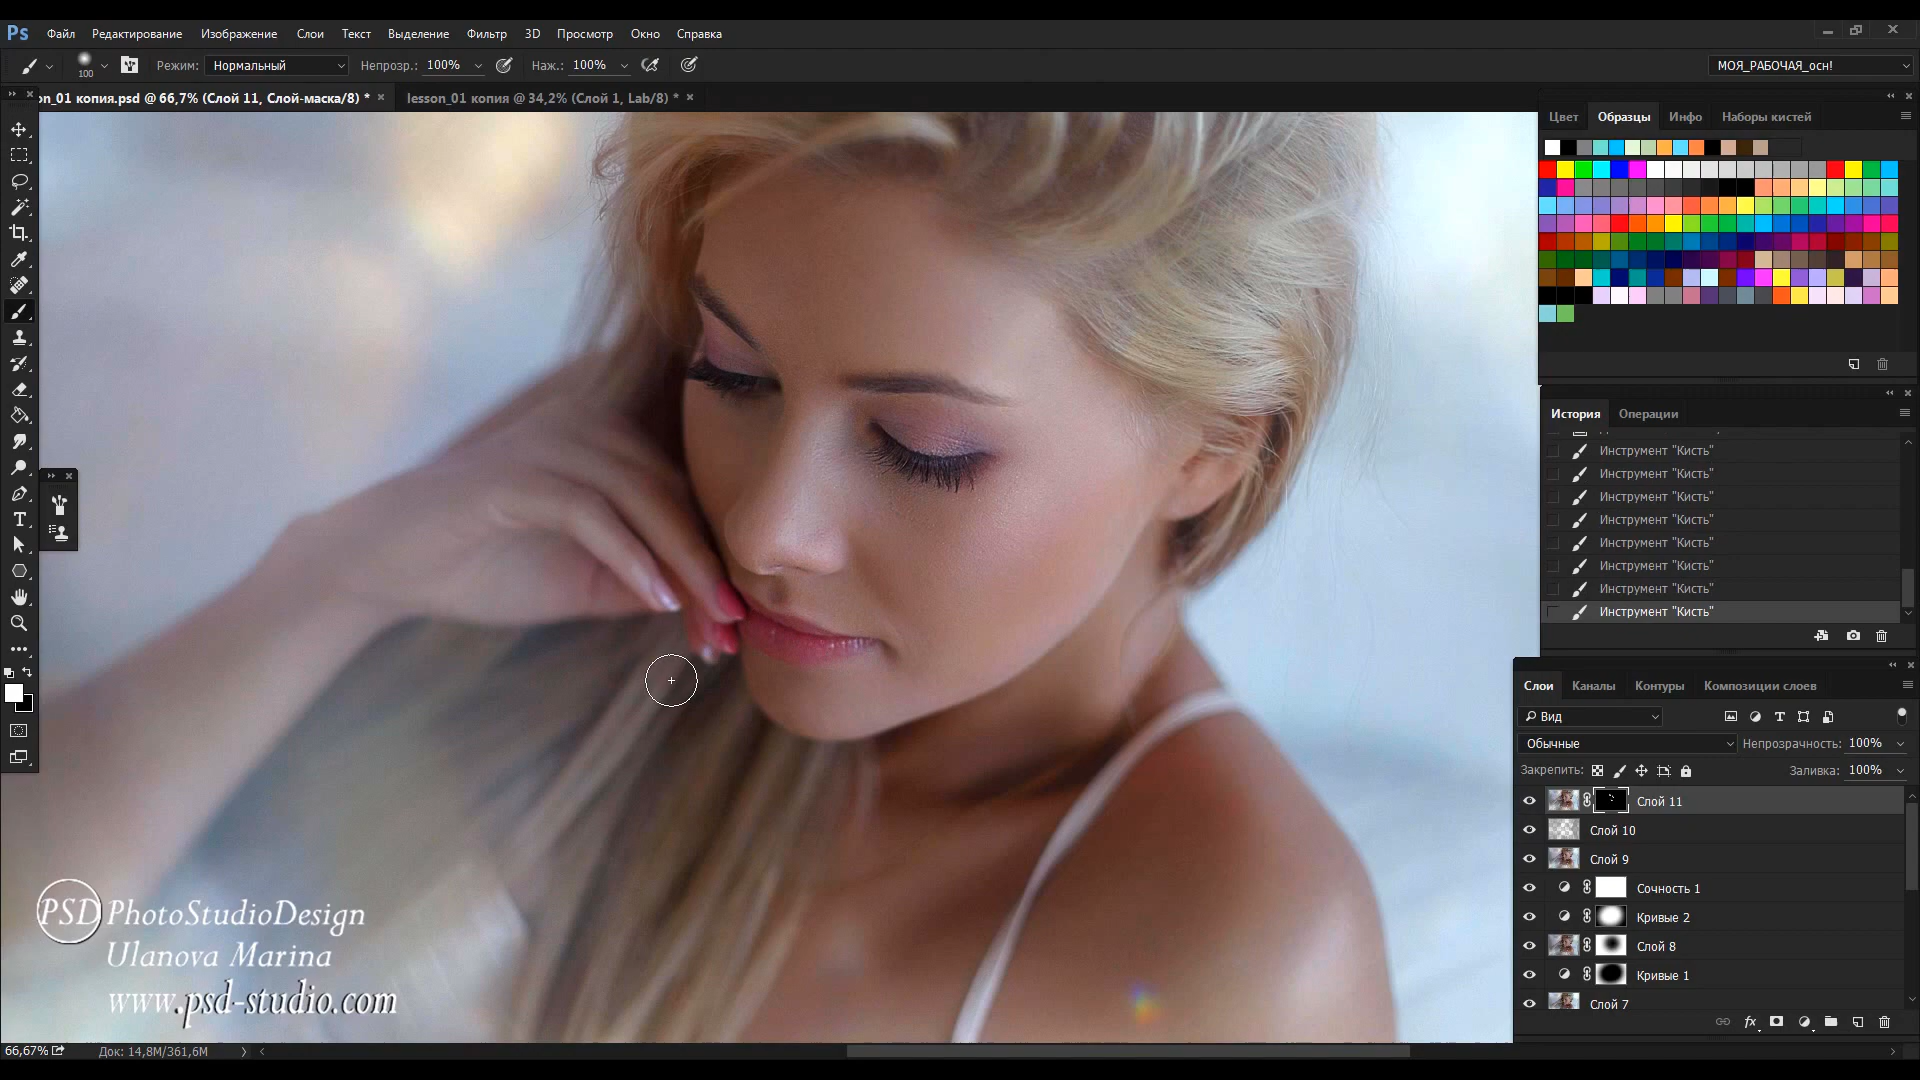 Ps Файл Редактирование Изображение Слои Текст Выделение Фильтр 3D Просмотр Окно Справка
100 Режим: Нормальный Непрозр.: 100% Наж.: 100% МОЯ_РАБОЧАЯ_осн!
on_01 копия.psd @ 66,7% (Слой 11, Слой-маска/8) * × lesson_01 копия @ 34,2% (Слой 1, Lab/8) * ×
Цвет Образцы Инфо Наборы кистей
История Операции
Инструмент "Кисть"
Инструмент "Кисть"
Инструмент "Кисть"
Инструмент "Кисть"
Инструмент "Кисть"
Инструмент "Кисть"
Инструмент "Кисть"
Инструмент "Кисть"
Слои Каналы Контуры Композиции слоев
Вид
Обычные Непрозрачность: 100%
Закрепить: Заливка: 100%
Слой 11
Слой 10
Слой 9
Сочность 1
Кривые 2
Слой 8
Кривые 1
Слой 7
fx
PSD PhotoStudioDesign
Ulanova Marina
www.psd-studio.com
66,67% Док: 14,8M/361,6M